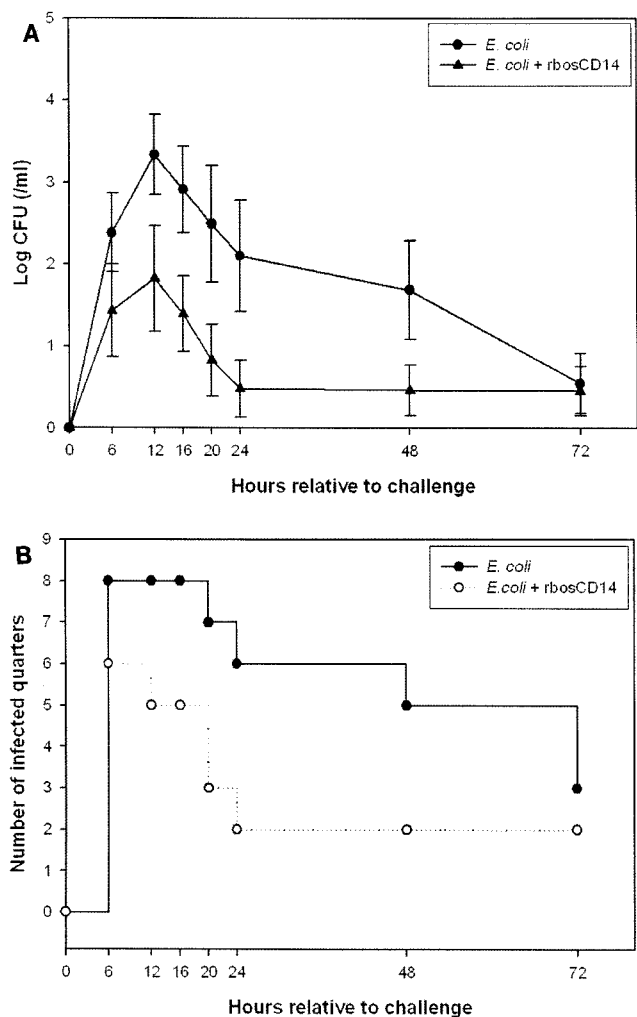 A
5
4
3
2
1
0
Log CFU (/ml)
E. coli
E. coli + rbosCD14
0 6 12 16 20 24 48 72
Hours relative to challenge
B
9
8
7
6
5
4
3
2
1
0
Number of infected quarters
E. coli
E.coli + rbosCD14
0 6 12 16 20 24 48 72
Hours relative to challenge